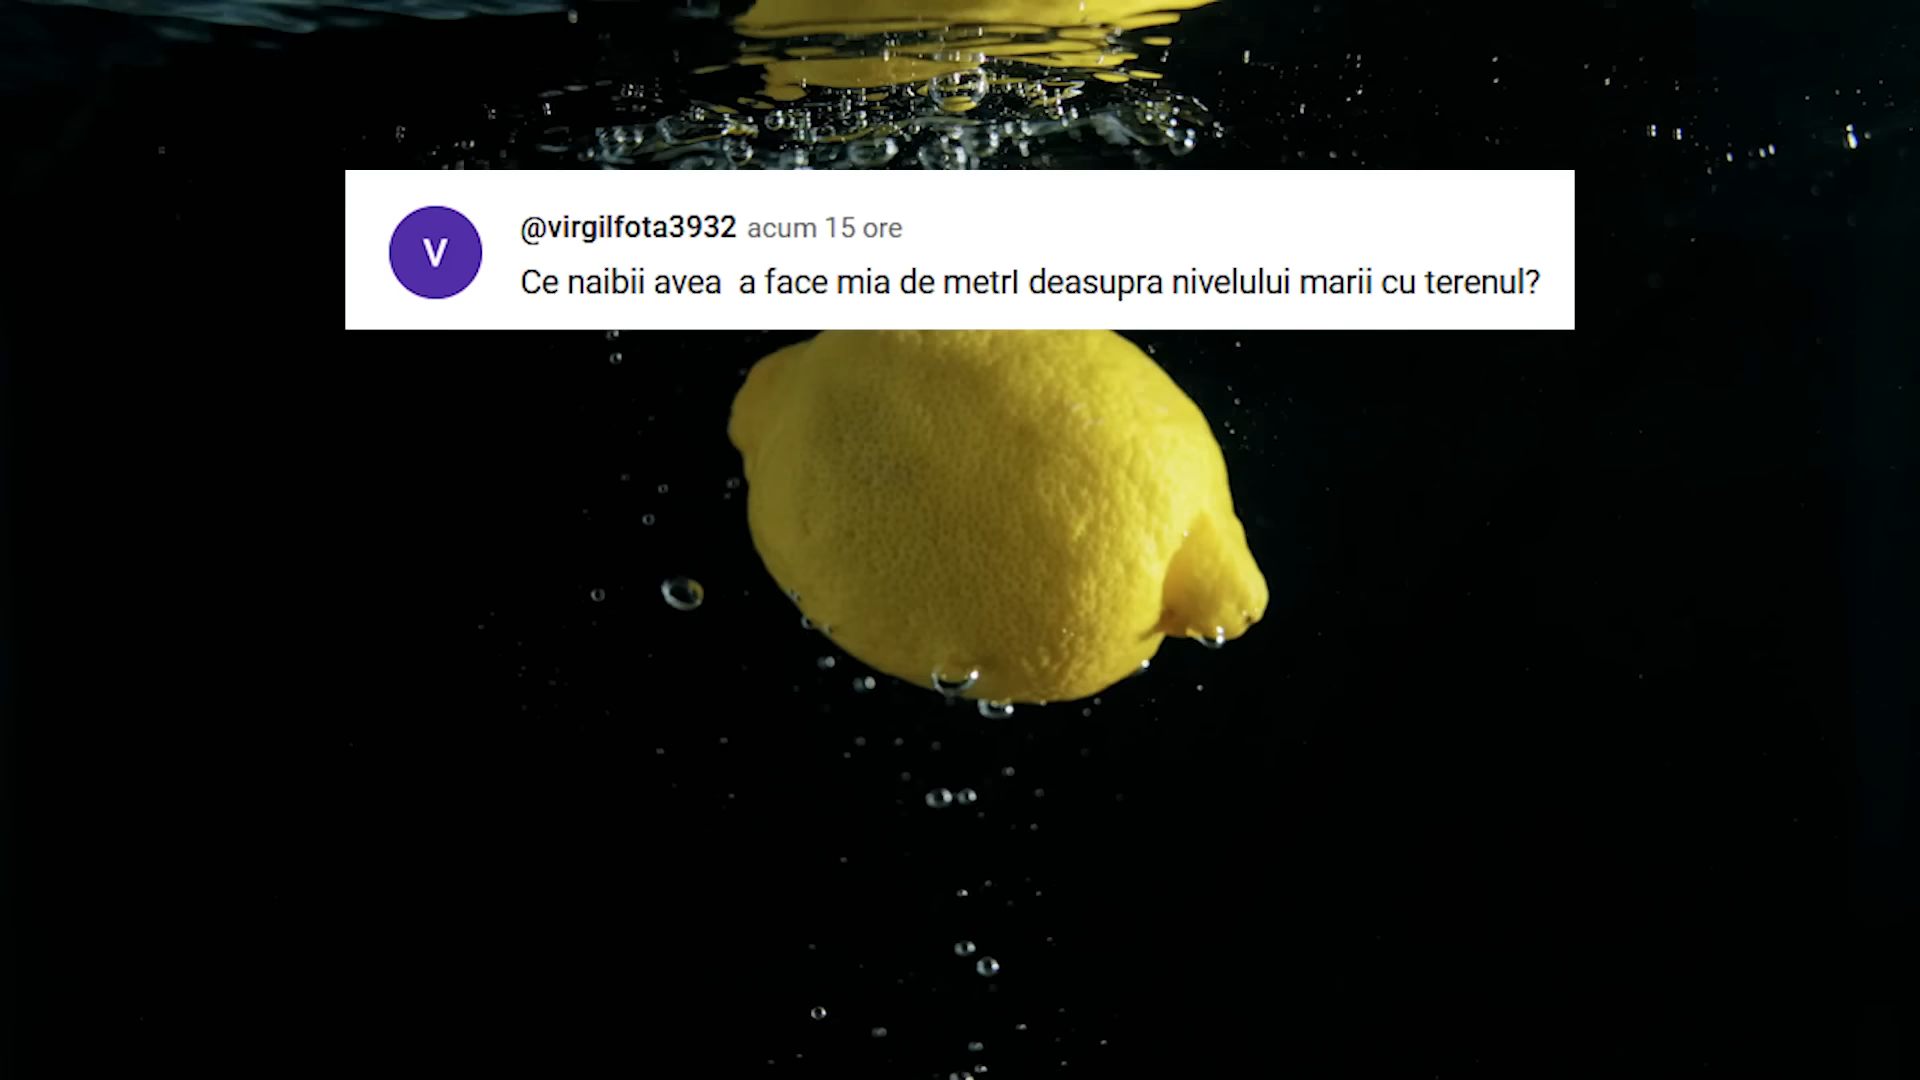 V
@virgilfota3932 acum 15 ore
Ce naibii avea  a face mia de metrI deasupra nivelului marii cu terenul?